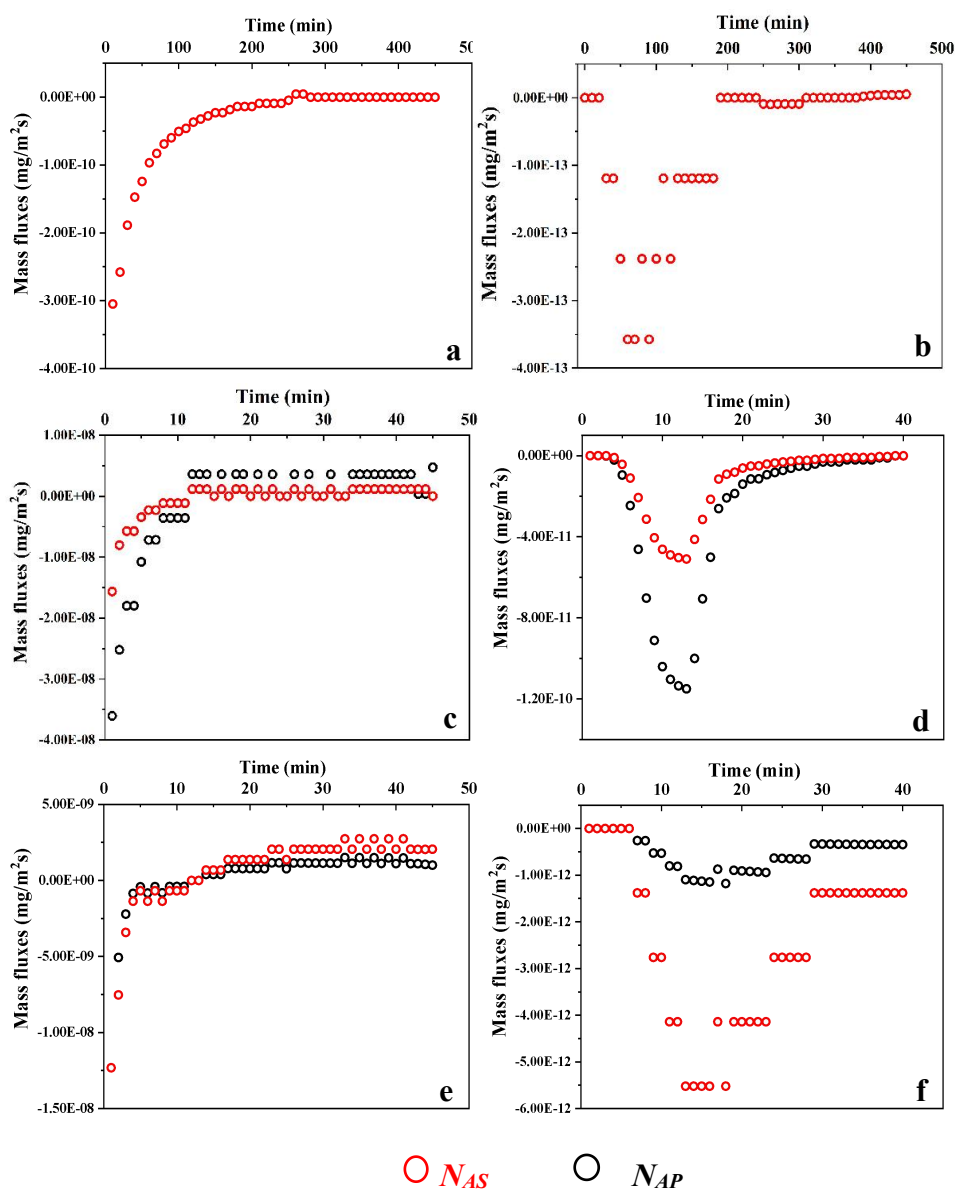 Time (min)
0 100 200 300 400 50
0.00E+00
-1.00E-10
-2.00E-10
-3.00E-10
-4.00E-10
Mass fluxes (mg/m²s)
a
Time (min)
0 100 200 300 400 500
0.00E+00
-1.00E-13
-2.00E-13
-3.00E-13
-4.00E-13
Mass fluxes (mg/m²s)
b
Time (min)
0 10 20 30 40 50
1.00E-08
0.00E+00
-1.00E-08
-2.00E-08
-3.00E-08
-4.00E-08
Mass fluxes (mg/m²s)
c
Time (min)
0 10 20 30 40
0.00E+00
-4.00E-11
-8.00E-11
-1.20E-10
Mass fluxes (mg/m²s)
d
Time (min)
0 10 20 30 40 50
5.00E-09
0.00E+00
-5.00E-09
-1.00E-08
-1.50E-08
Mass fluxes (mg/m²s)
e
Time (min)
0 10 20 30 40
0.00E+00
-1.00E-12
-2.00E-12
-3.00E-12
-4.00E-12
-5.00E-12
-6.00E-12
Mass fluxes (mg/m²s)
f
N_AS N_AP